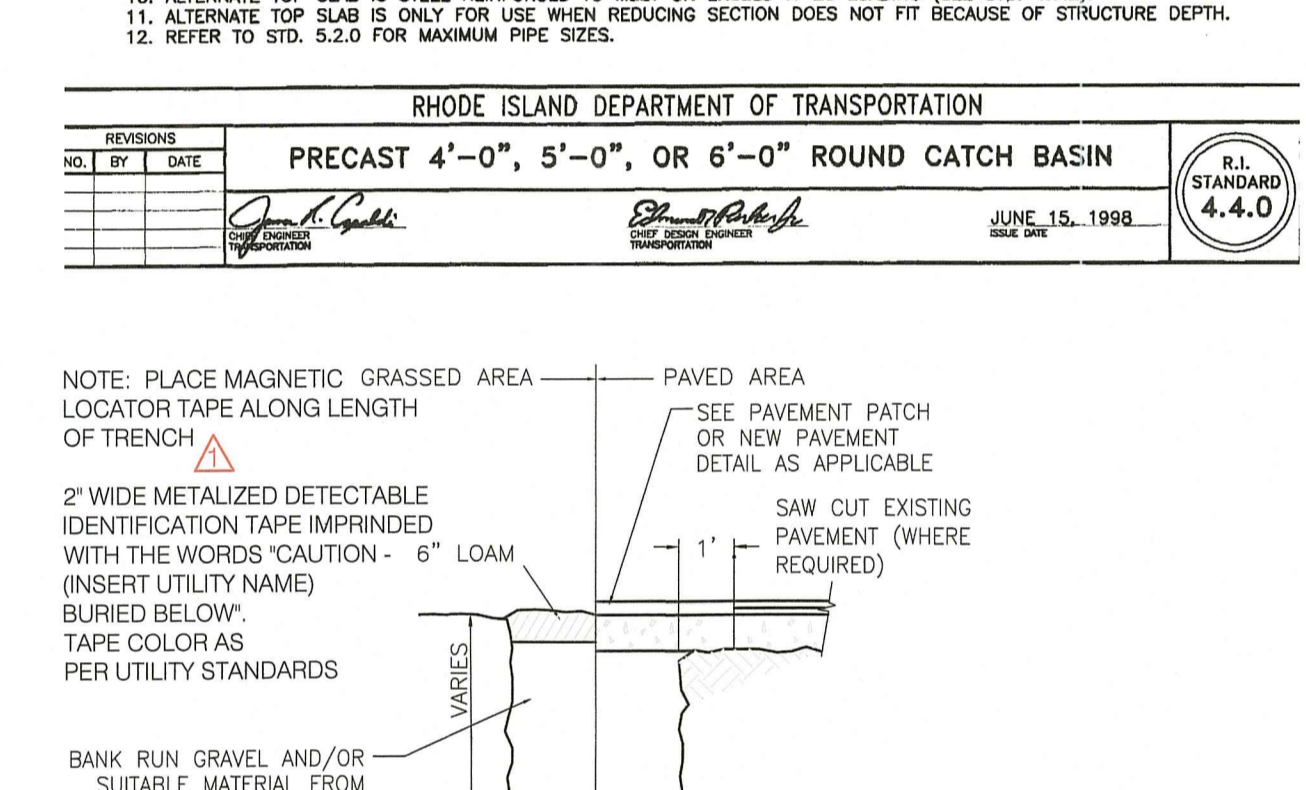 11. ALTERNATE TOP SLAB IS ONLY FOR USE WHEN REDUCING SECTION DOES NOT FIT BECAUSE OF STRUCTURE DEPTH.
12. REFER TO STD. 5.2.0 FOR MAXIMUM PIPE SIZES.
RHODE ISLAND DEPARTMENT OF TRANSPORTATION
REVISIONS
NO. BY DATE
PRECAST 4'-0", 5'-0", OR 6'-0" ROUND CATCH BASIN
R.I.
STANDARD
4.4.0
CHIEF ENGINEER
TRANSPORTATION
CHIEF DESIGN ENGINEER
TRANSPORTATION
JUNE 15, 1998
ISSUE DATE
NOTE: PLACE MAGNETIC
LOCATOR TAPE ALONG LENGTH
OF TRENCH
1
2" WIDE METALIZED DETECTABLE
IDENTIFICATION TAPE IMPRINDED
WITH THE WORDS "CAUTION -
(INSERT UTILITY NAME)
BURIED BELOW".
TAPE COLOR AS
PER UTILITY STANDARDS
GRASSED AREA
PAVED AREA
SEE PAVEMENT PATCH
OR NEW PAVEMENT
DETAIL AS APPLICABLE
SAW CUT EXISTING
PAVEMENT (WHERE
REQUIRED)
1'
6" LOAM
VARIES
BANK RUN GRAVEL AND/OR
SUITABLE MATERIAL FROM